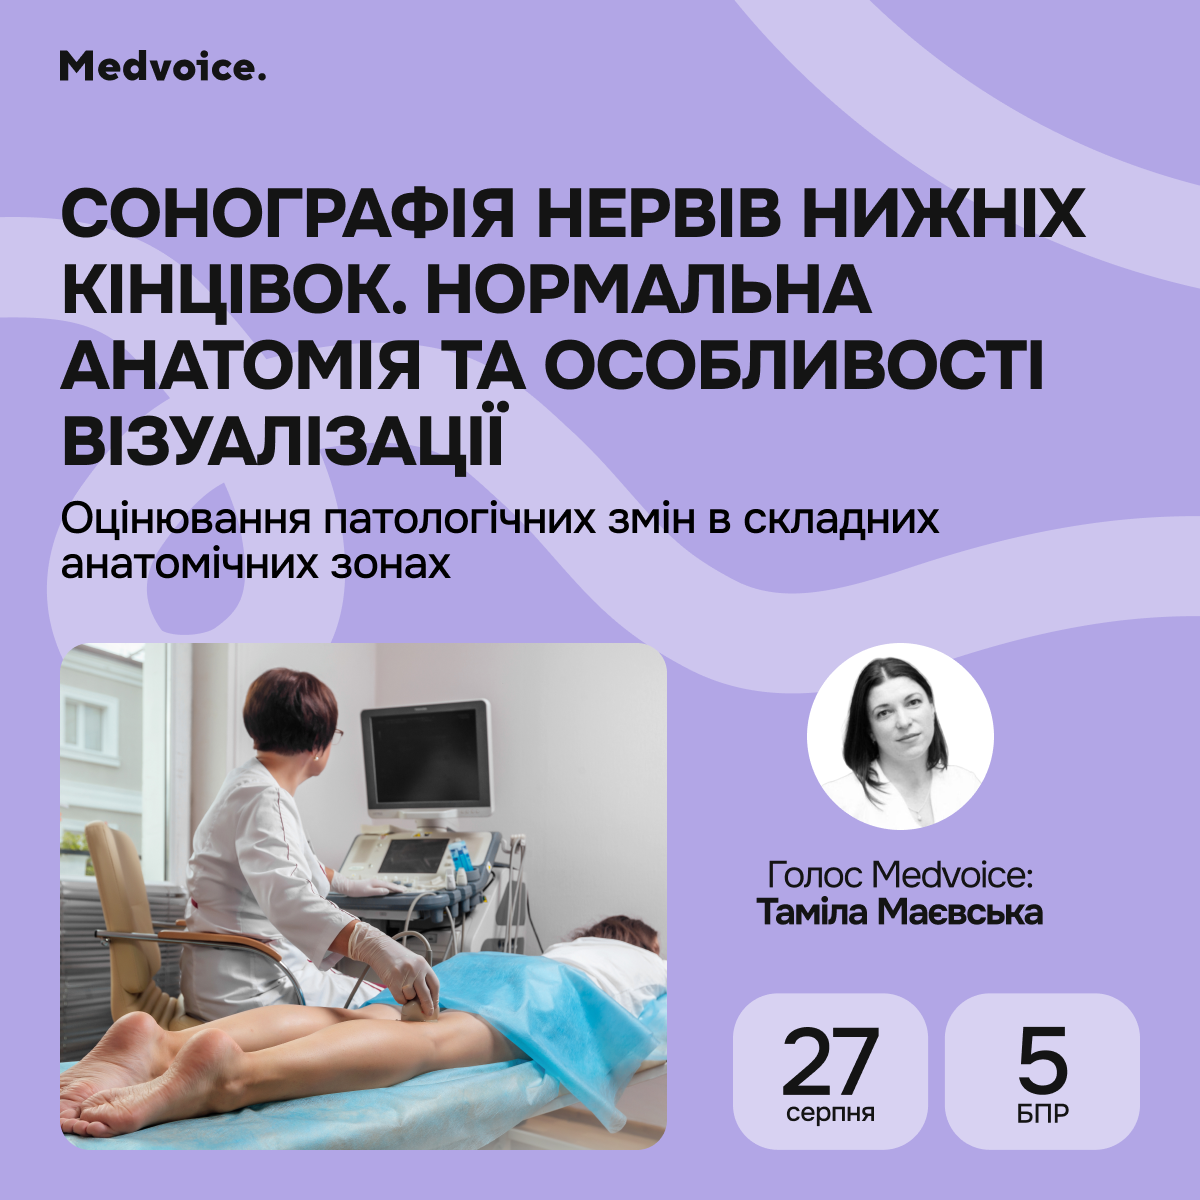 Medvoice.
СОНОГРАФІЯ НЕРВІВ НИЖНІХ
КІНЦІВОК. НОРМАЛЬНА
АНАТОМІЯ ТА ОСОБЛИВОСТІ
ВІЗУАЛІЗАЦІЇ
Оцінювання патологічних змін в складних
анатомічних зонах
Голос Medvoice:
Таміла Маєвська
27
серпня
5
БПР